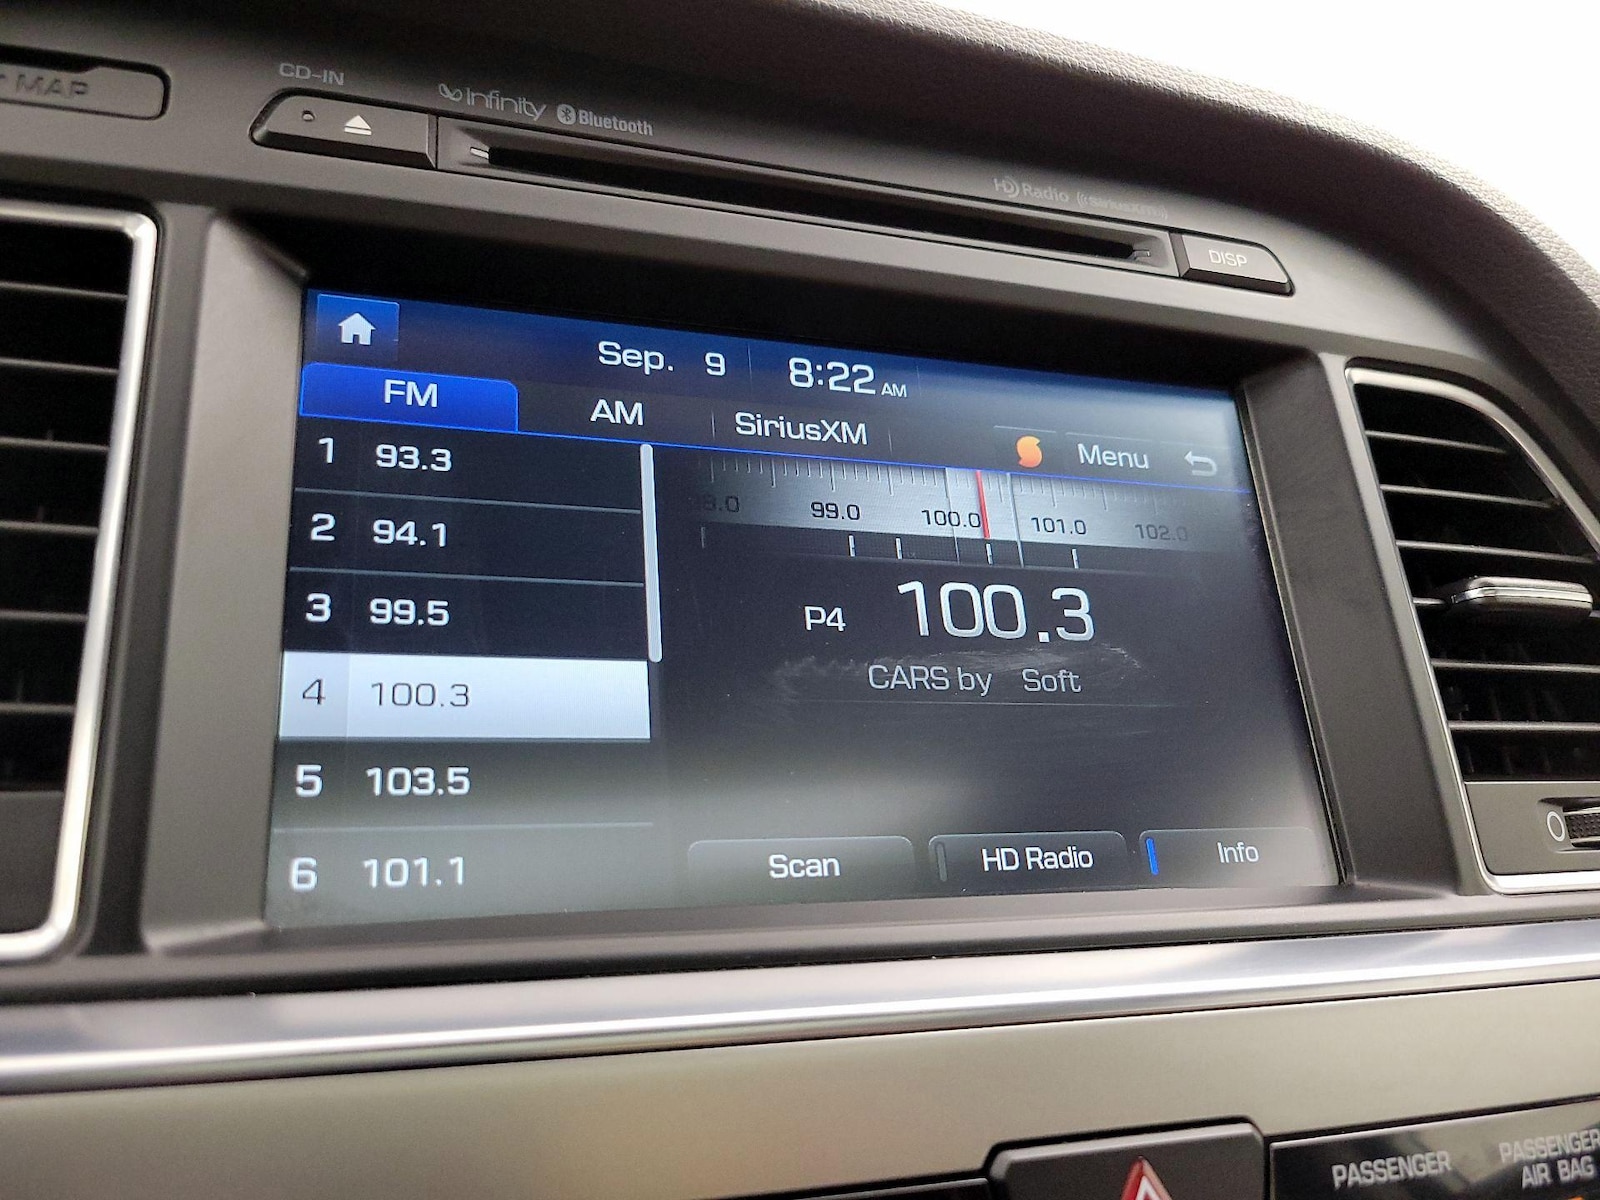 MAP
CD-IN
Infinity Bluetooth
HD Radio ((SiriusXM))
DISP
Sep. 9 8:22 AM
FM AM SiriusXM Menu
1 93.3
2 94.1
3 99.5
4 100.3
5 103.5
6 101.1
99.0 100.0 101.0 102.0
P4 100.3
CARS by Soft
Scan HD Radio Info
PASSENGER
PASSENGER
AIR BAG